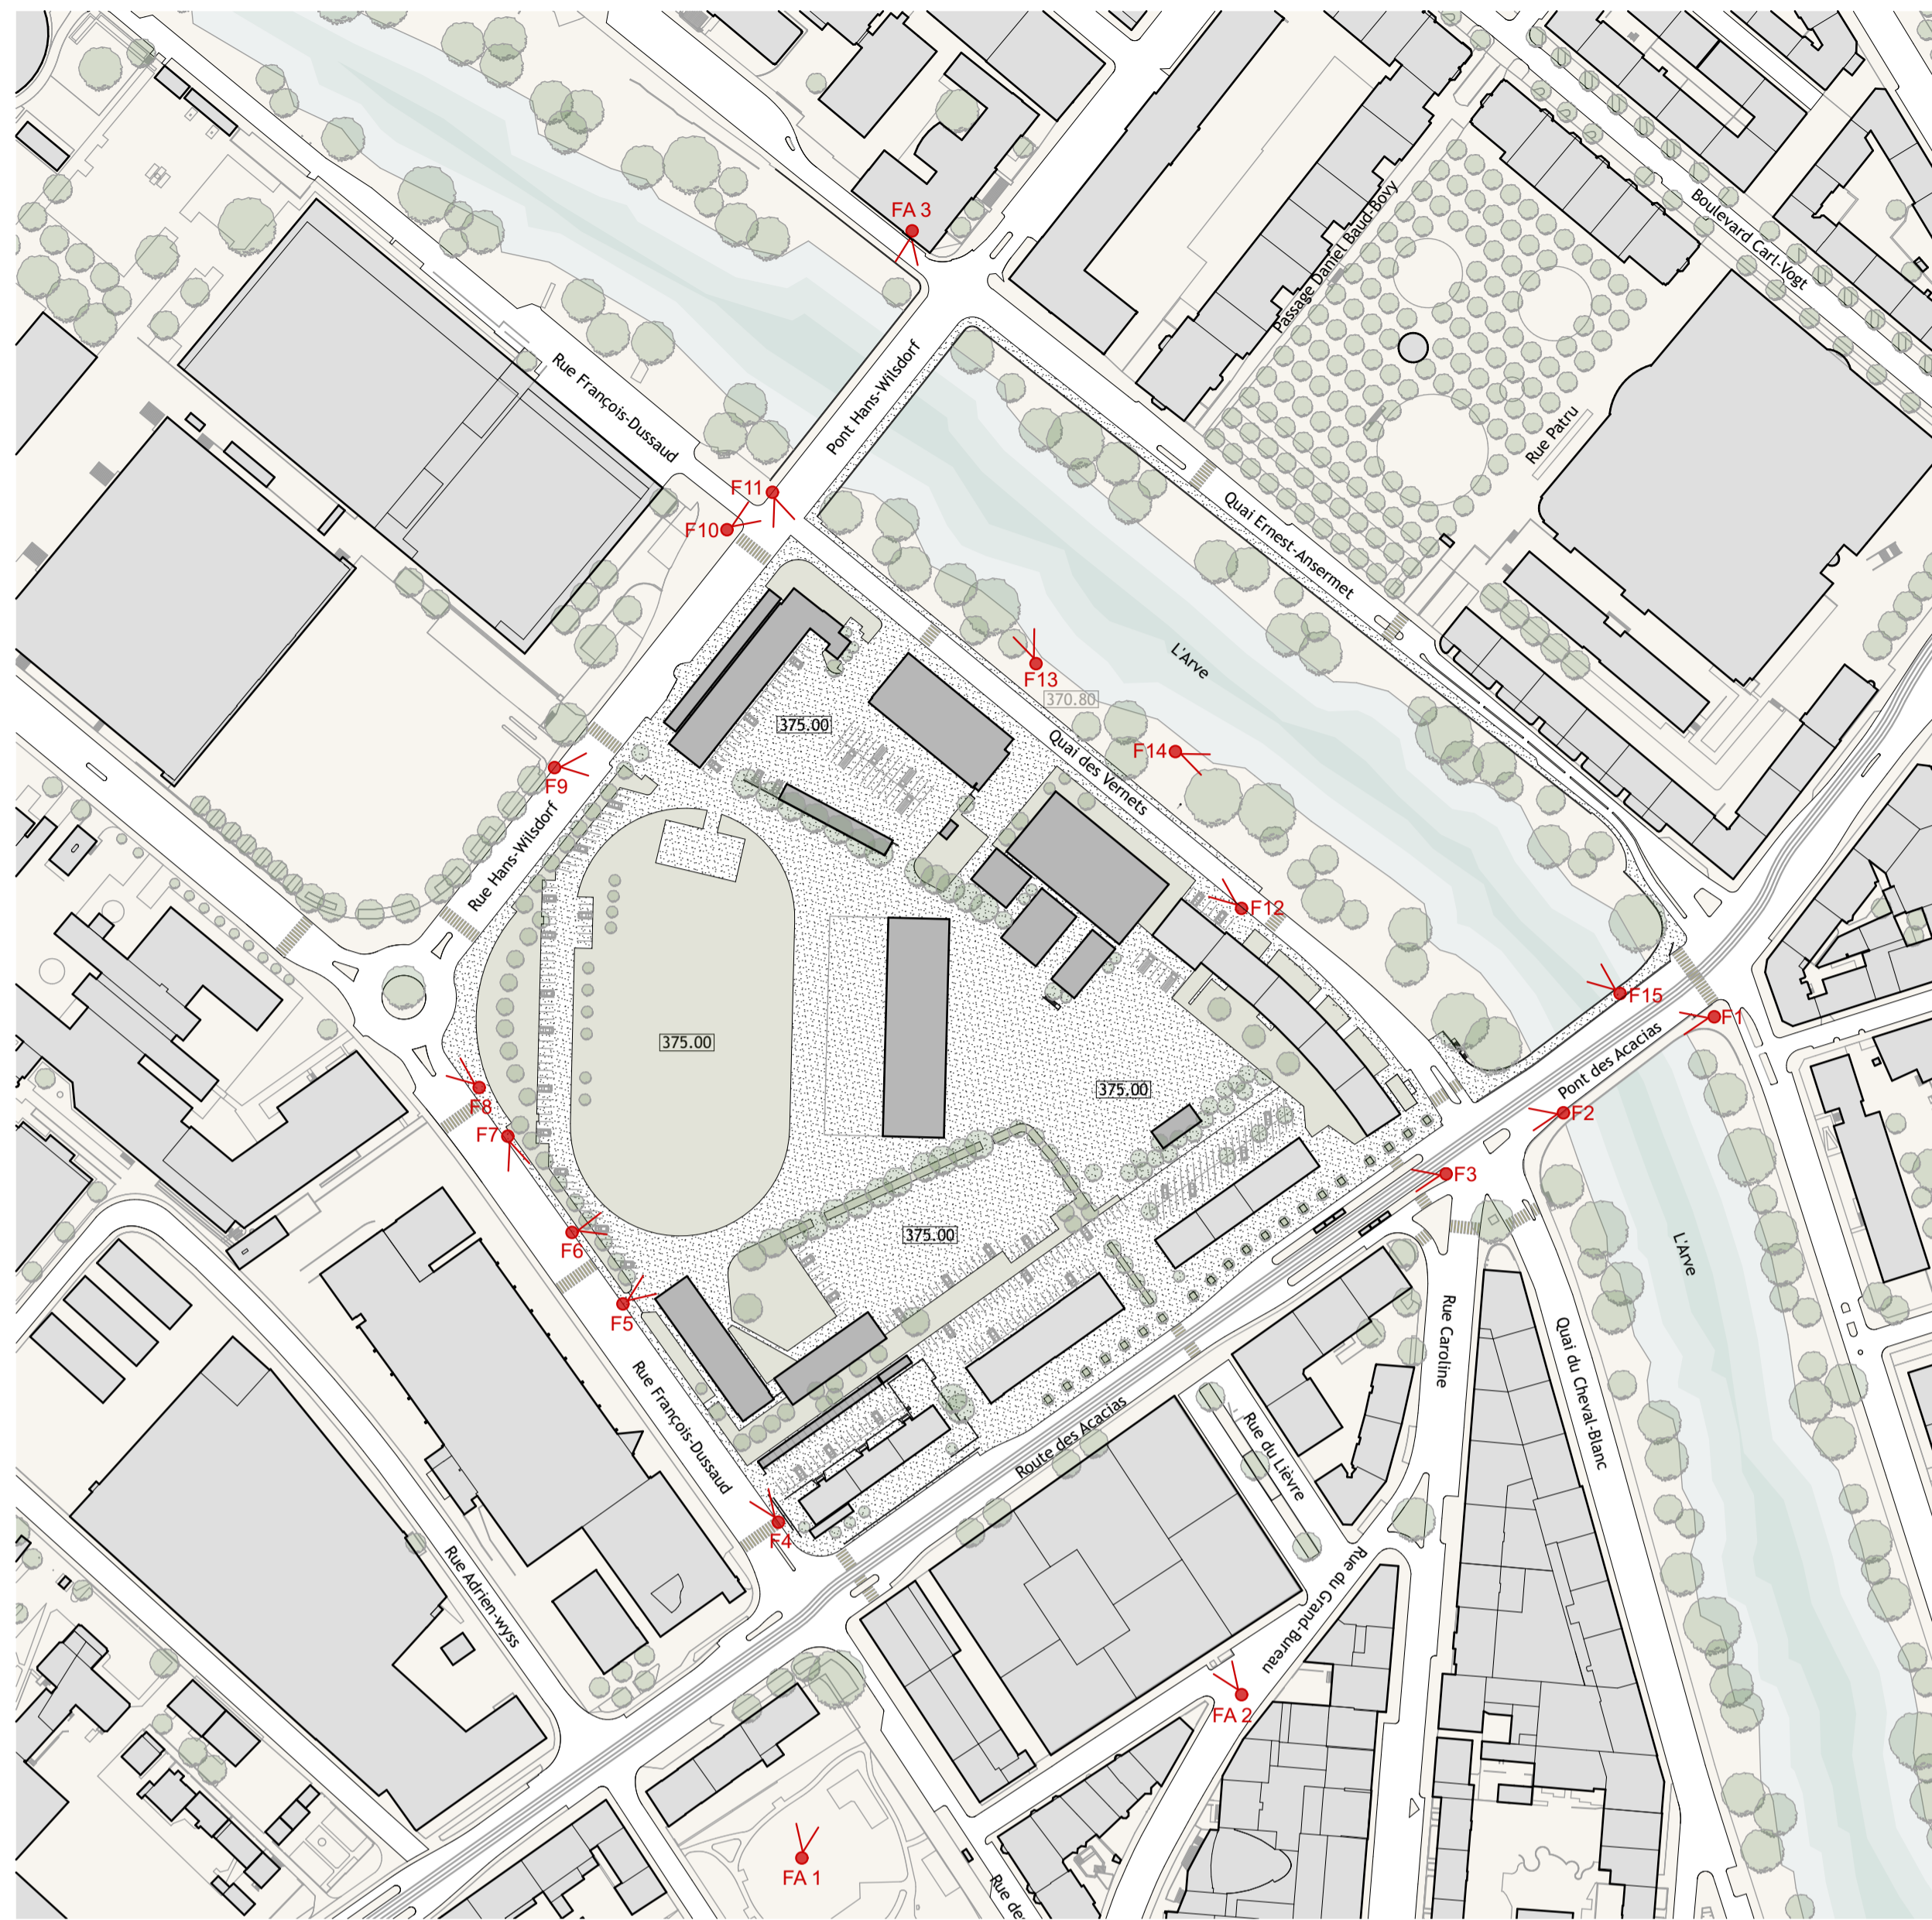 FA 3
Boulevard Carl-Vogt
Passage Daniel Baud-Bovy
Pont Hans-Wilsdorf
Rue François-Dussaud
Rue Patru
F11
F10
Quai Ernest-Ansermet
L'Arve
F13
370.80
375.00
F14
Quai des Vernets
F9
Rue Hans-Wilsdorf
F12
F15
F1
Pont des Acacias
375.00
375.00
F8
F2
F7
F3
F6
375.00
L'Arve
F5
Rue Caroline
Quai du Cheval-Blanc
Rue François-Dussaud
Route des Acacias
Rue du Lièvre
F4
Rue Adrien-wyss
Rue du Grand-Bureau
FA 2
FA 1
Rue de